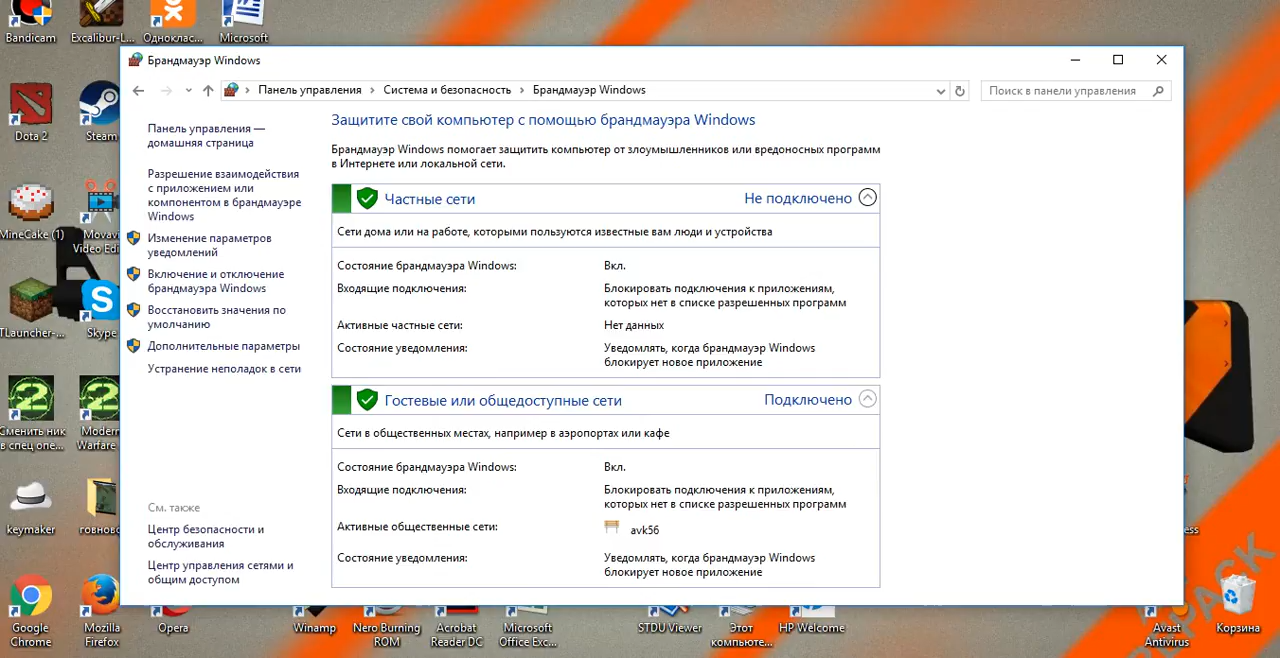 Bandicam
Excalibur-L...
Одноклас...
Microsoft
Dota 2
Steam
MineCake (1)
Movavi
Video Edi
TLauncher-...
Skype
Сменить ник
в спец опе...
Modern
Warfare
keymaker
говново
Google
Chrome
Mozilla
Firefox
Opera
Winamp
Nero Burning
ROM
Acrobat
Reader DC
Microsoft
Office Exc...
STDU Viewer
Этот
компьюте...
HP Welcome
Avast
Antivirus
Корзина
ess
PACK
Брандмауэр Windows
Панель управления
Система и безопасность
Брандмауэр Windows
Поиск в панели управления
Панель управления —
домашняя страница
Разрешение взаимодействия
с приложением или
компонентом в брандмауэре
Windows
Изменение параметров
уведомлений
Включение и отключение
брандмауэра Windows
Восстановить значения по
умолчанию
Дополнительные параметры
Устранение неполадок в сети
См. также
Центр безопасности и
обслуживания
Центр управления сетями и
общим доступом
Защитите свой компьютер с помощью брандмауэра Windows
Брандмауэр Windows помогает защитить компьютер от злоумышленников или вредоносных программ
в Интернете или локальной сети.
Частные сети Не подключено
Сети дома или на работе, которыми пользуются известные вам люди и устройства
Состояние брандмауэра Windows: Вкл.
Входящие подключения: Блокировать подключения к приложениям,
которых нет в списке разрешенных программ
Активные частные сети: Нет данных
Состояние уведомления: Уведомлять, когда брандмауэр Windows
блокирует новое приложение
Гостевые или общедоступные сети Подключено
Сети в общественных местах, например в аэропортах или кафе
Состояние брандмауэра Windows: Вкл.
Входящие подключения: Блокировать подключения к приложениям,
которых нет в списке разрешенных программ
Активные общественные сети: avk56
Состояние уведомления: Уведомлять, когда брандмауэр Windows
блокирует новое приложение